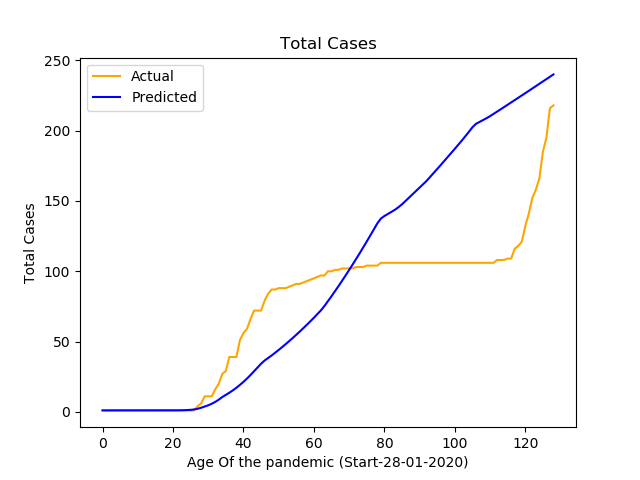 Total Cases
Actual
Predicted
250
200
150
100
50
0
Total Cases
0 20 40 60 80 100 120
Age Of the pandemic (Start-28-01-2020)